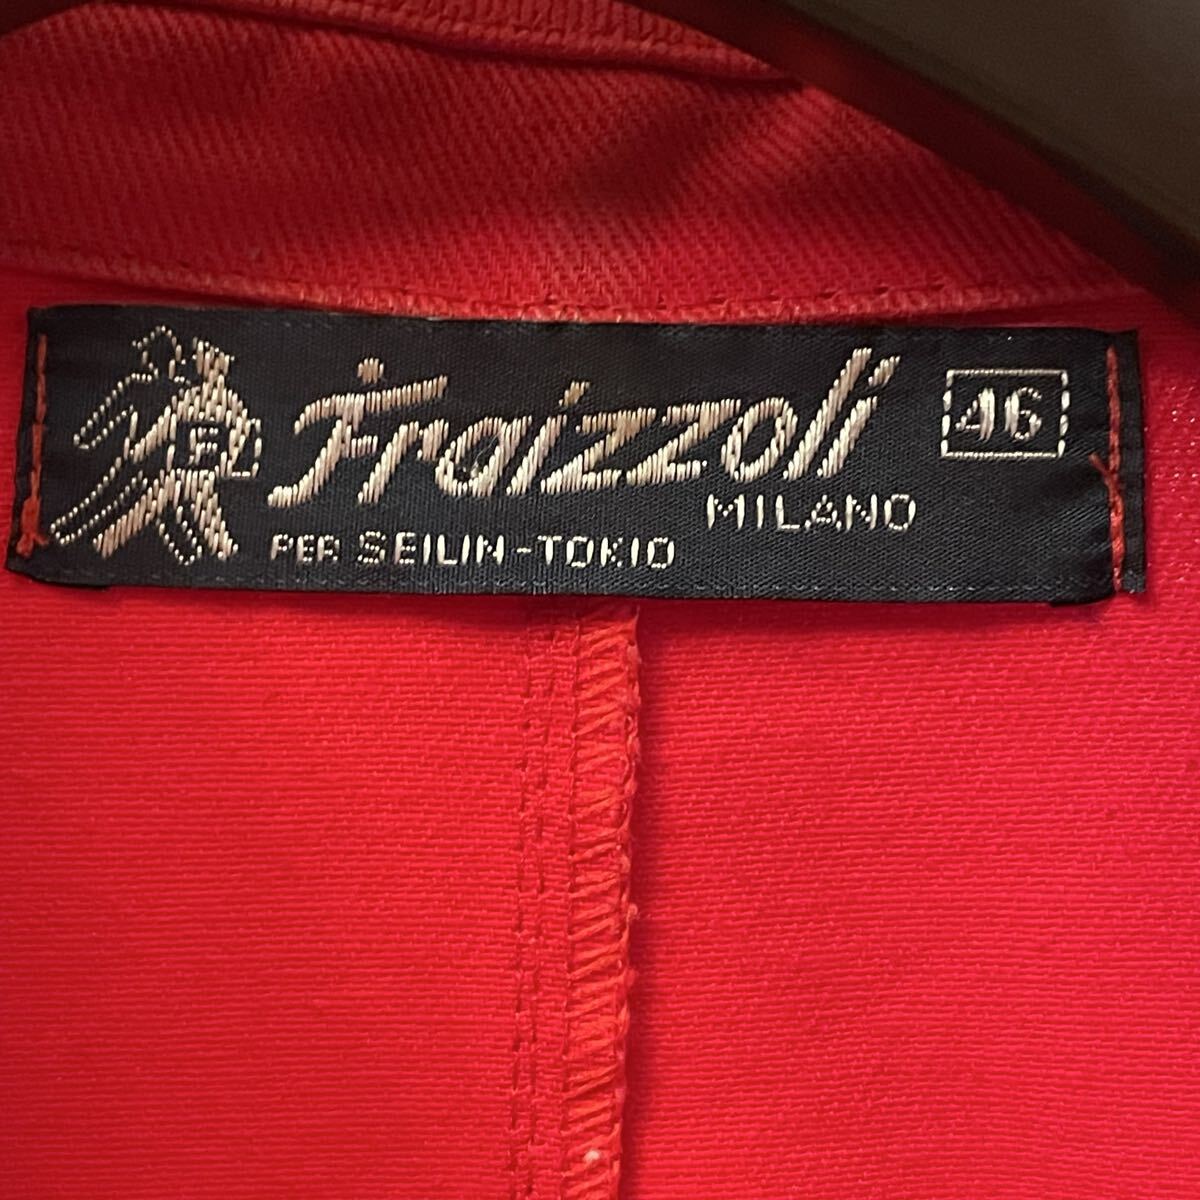 Fraizzoli 46
MILANO
PER SEILIN-TOKIO
F